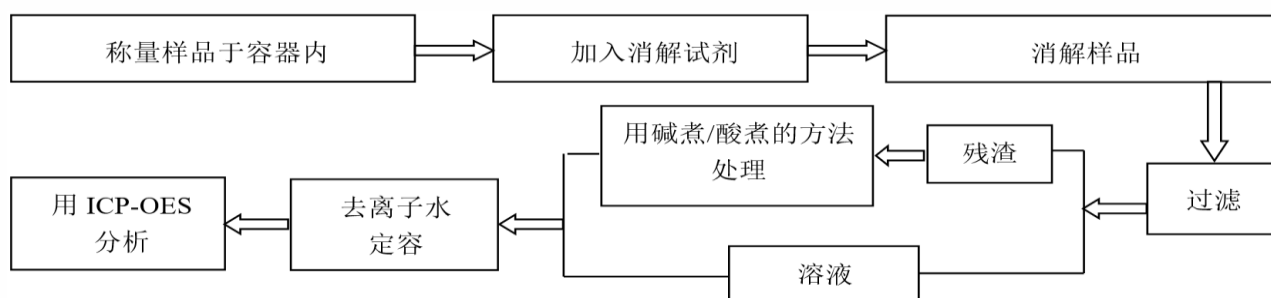 称量样品于容器内
加入消解试剂
消解样品
用碱煮/酸煮的方法
处理
残渣
过滤
用 ICP-OES
分析
去离子水
定容
溶液